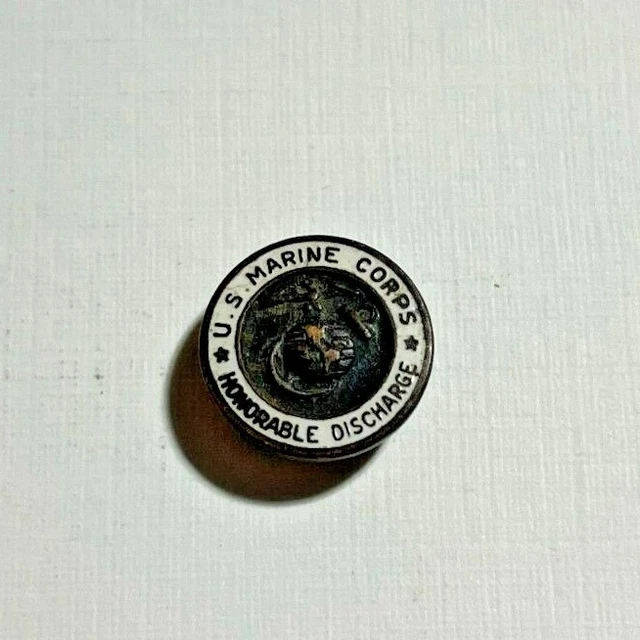 U.S. MARINE CORPS
HONORABLE DISCHARGE